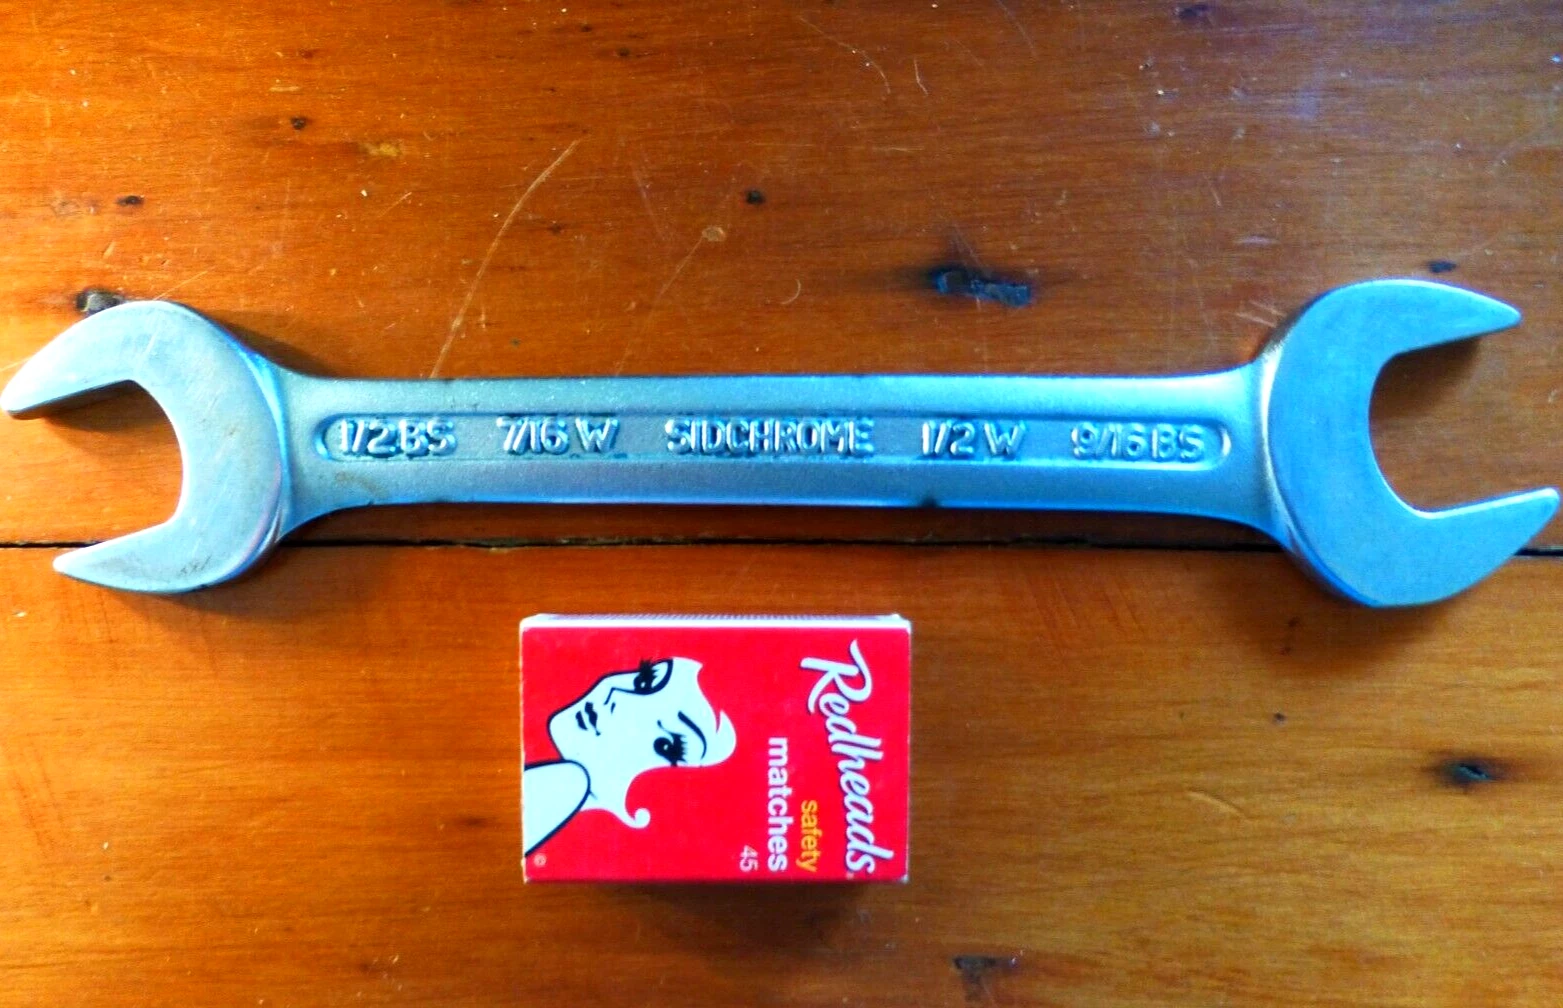 1/2BS 7/16 W SIDCHROME 1/2 W 9/16BS
Redheads
safety
matches
45
©